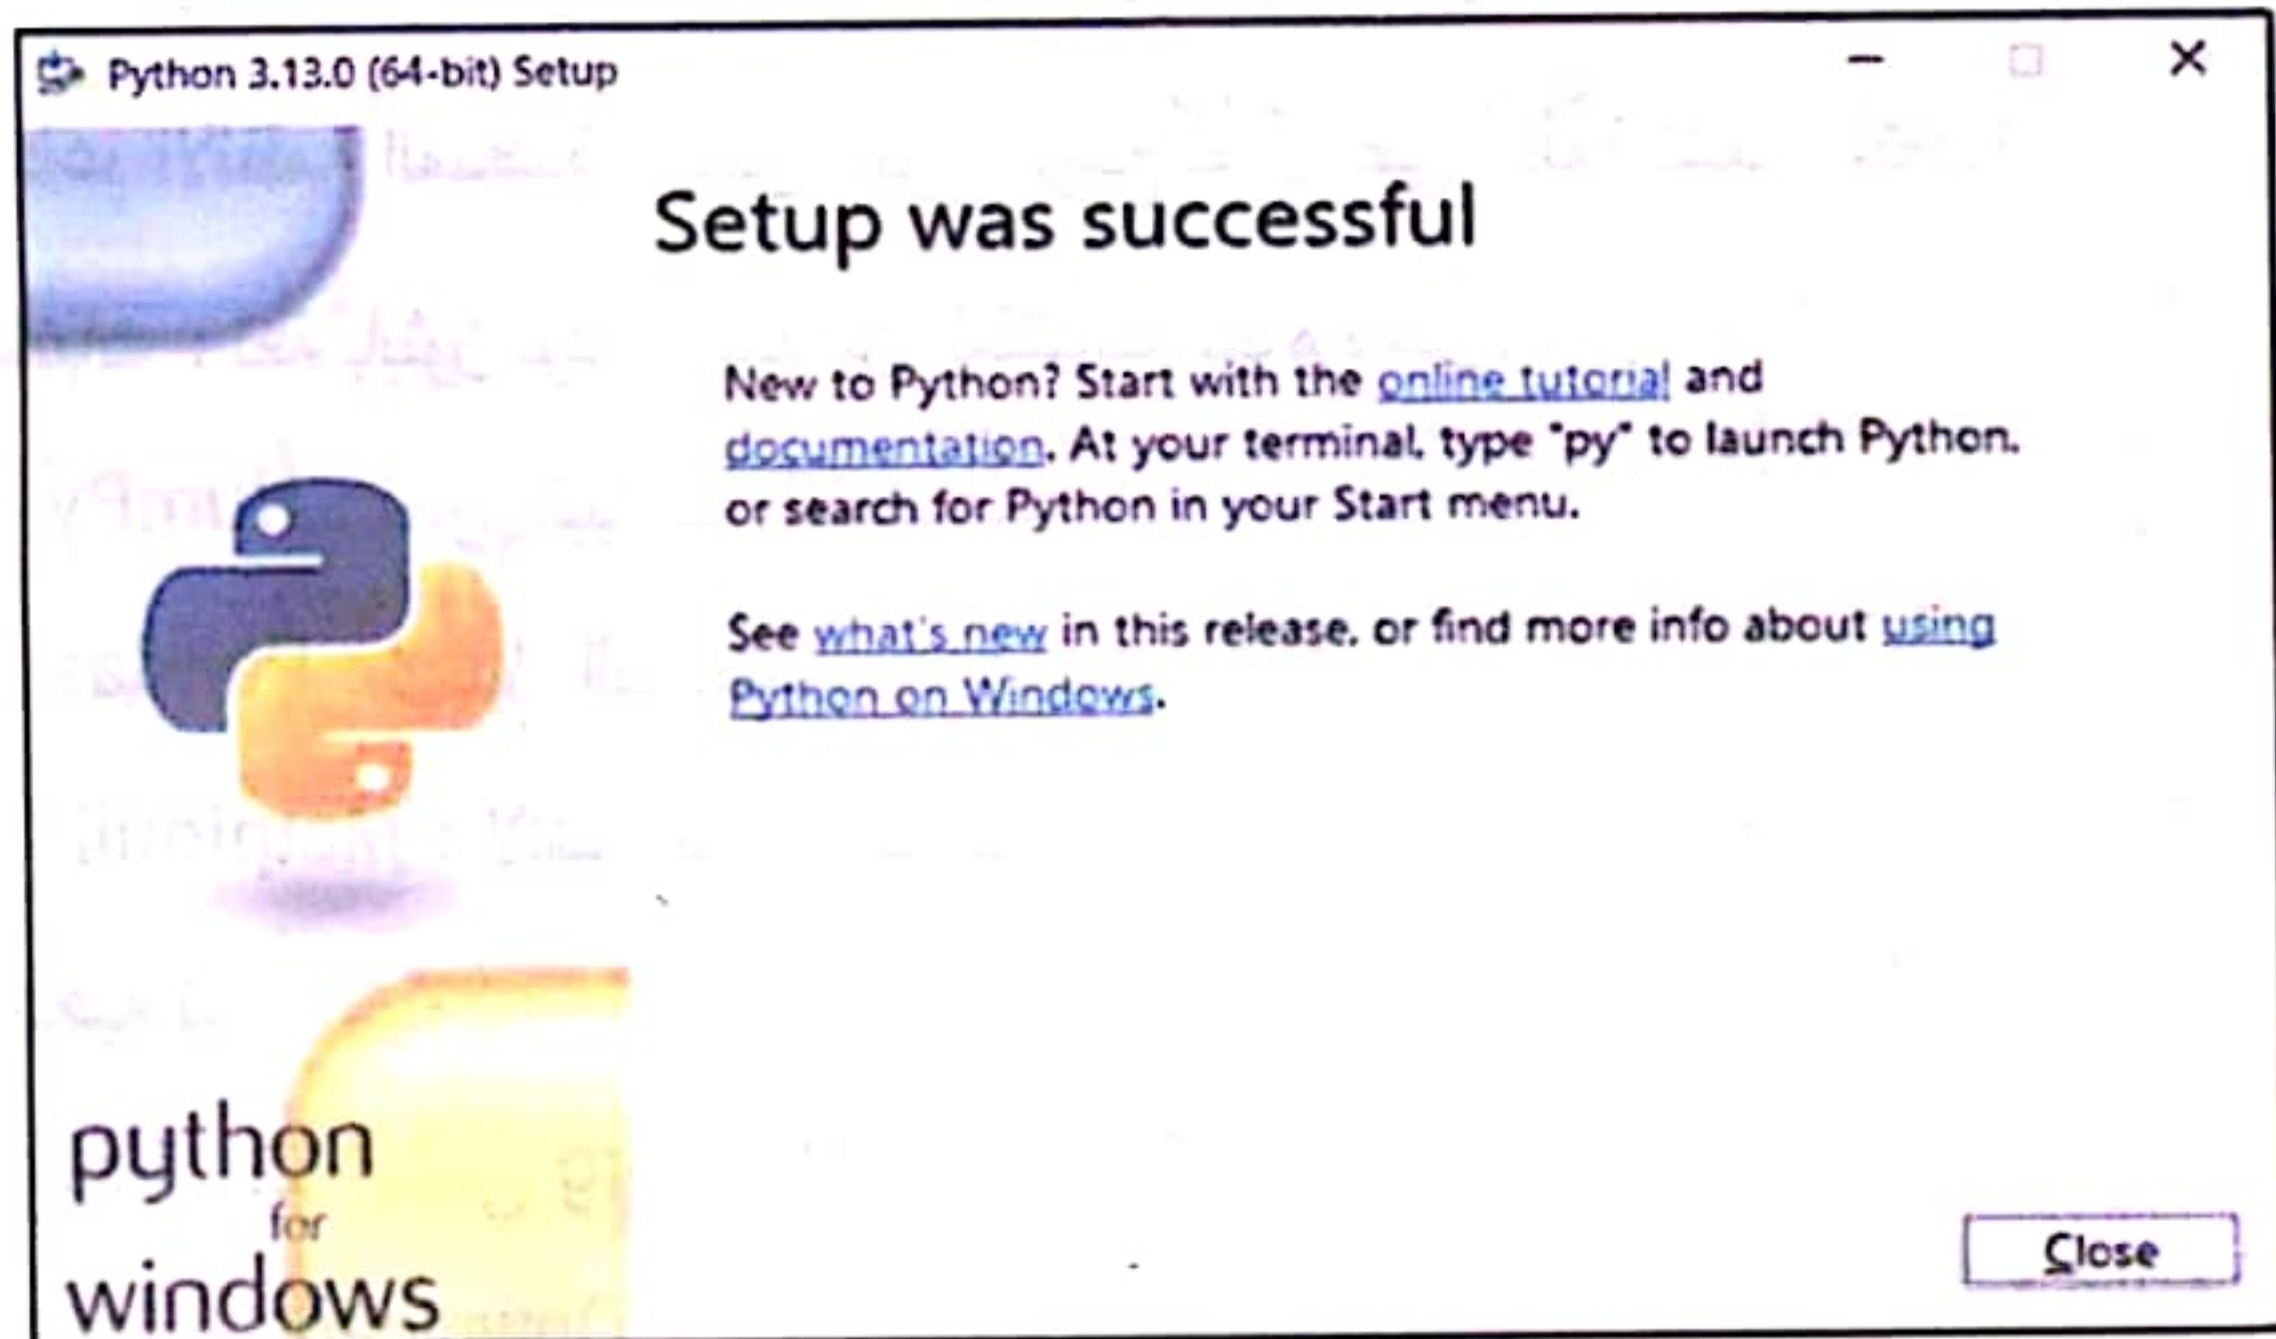 Python 3.13.0 (64-bit) Setup
Setup was successful
New to Python? Start with the online tutorial and
documentation. At your terminal, type "py" to launch Python,
or search for Python in your Start menu.
See what's new in this release, or find more info about using
Python on Windows.
python
for
windows
Close